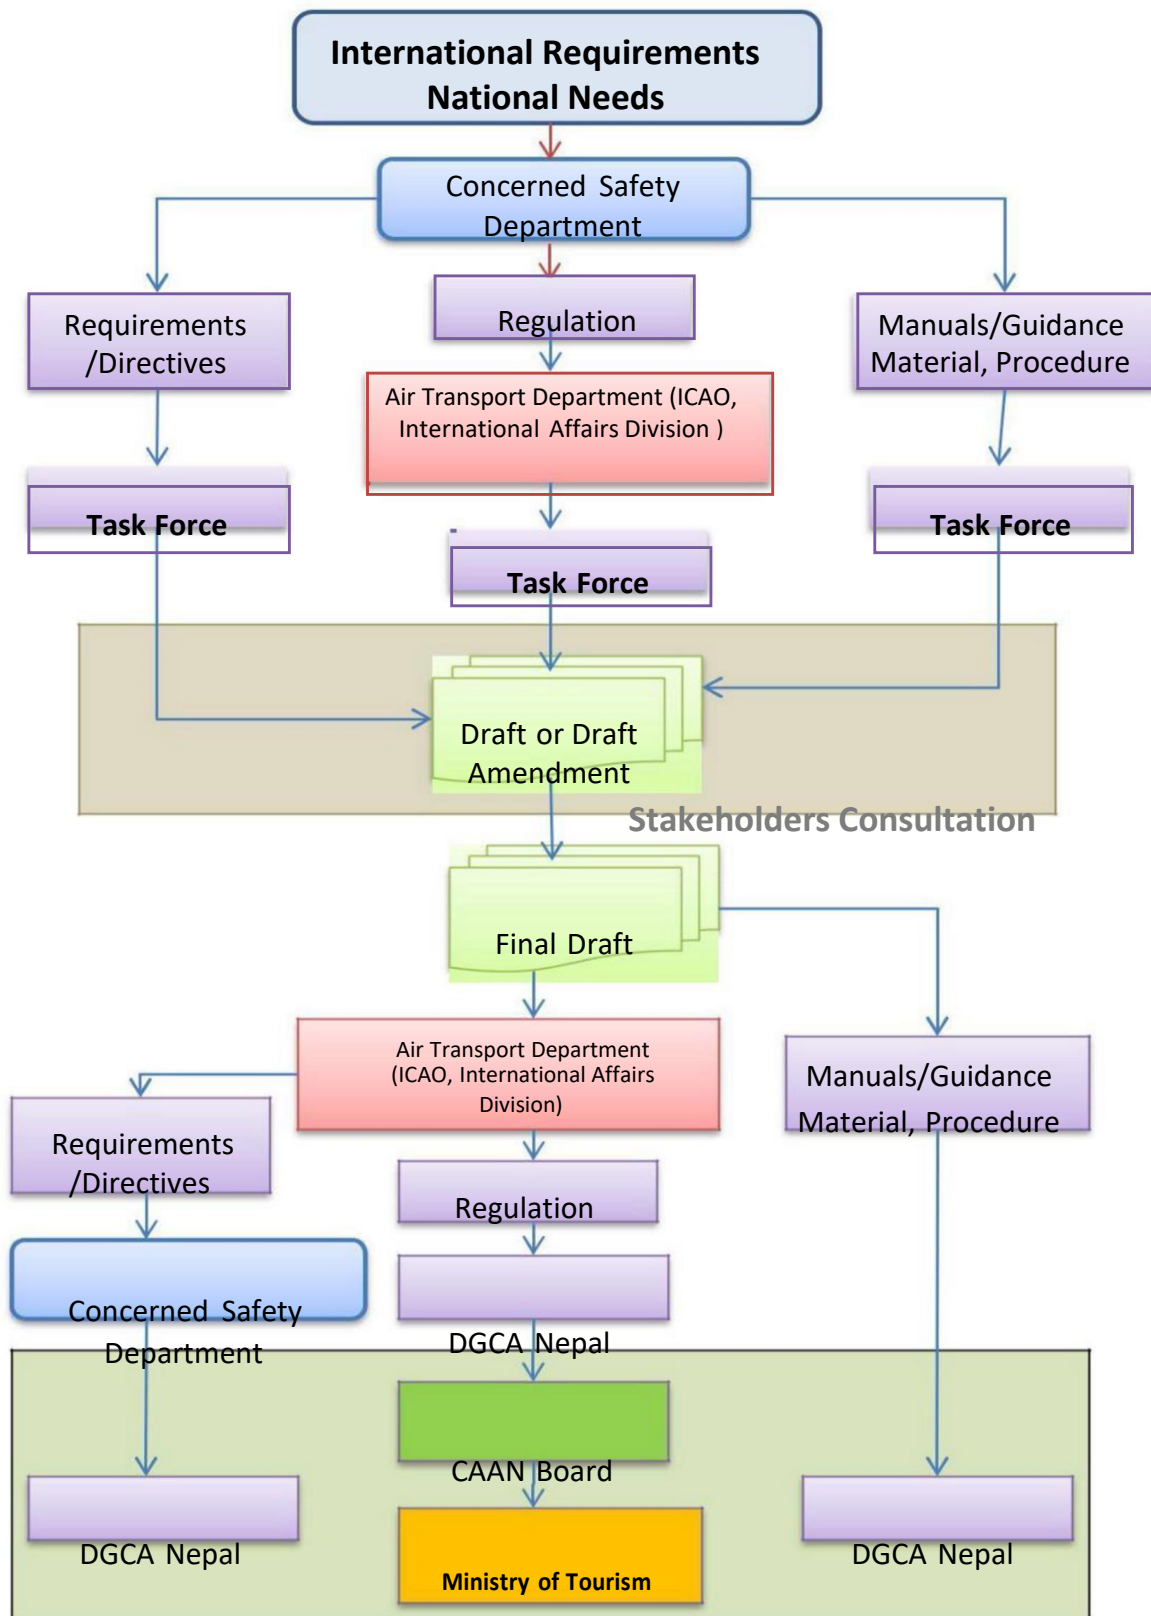 International Requirements
National Needs
Concerned Safety
Department
Requirements
/Directives
Regulation
Manuals/Guidance
Material, Procedure
Air Transport Department (ICAO,
International Affairs Division )
Task Force
Task Force
Task Force
Draft or Draft
Amendment
Stakeholders Consultation
Final Draft
Air Transport Department
(ICAO, International Affairs
Division)
Manuals/Guidance
Material, Procedure
Requirements
/Directives
Regulation
Concerned Safety
Department
DGCA Nepal
CAAN Board
DGCA Nepal
DGCA Nepal
Ministry of Tourism